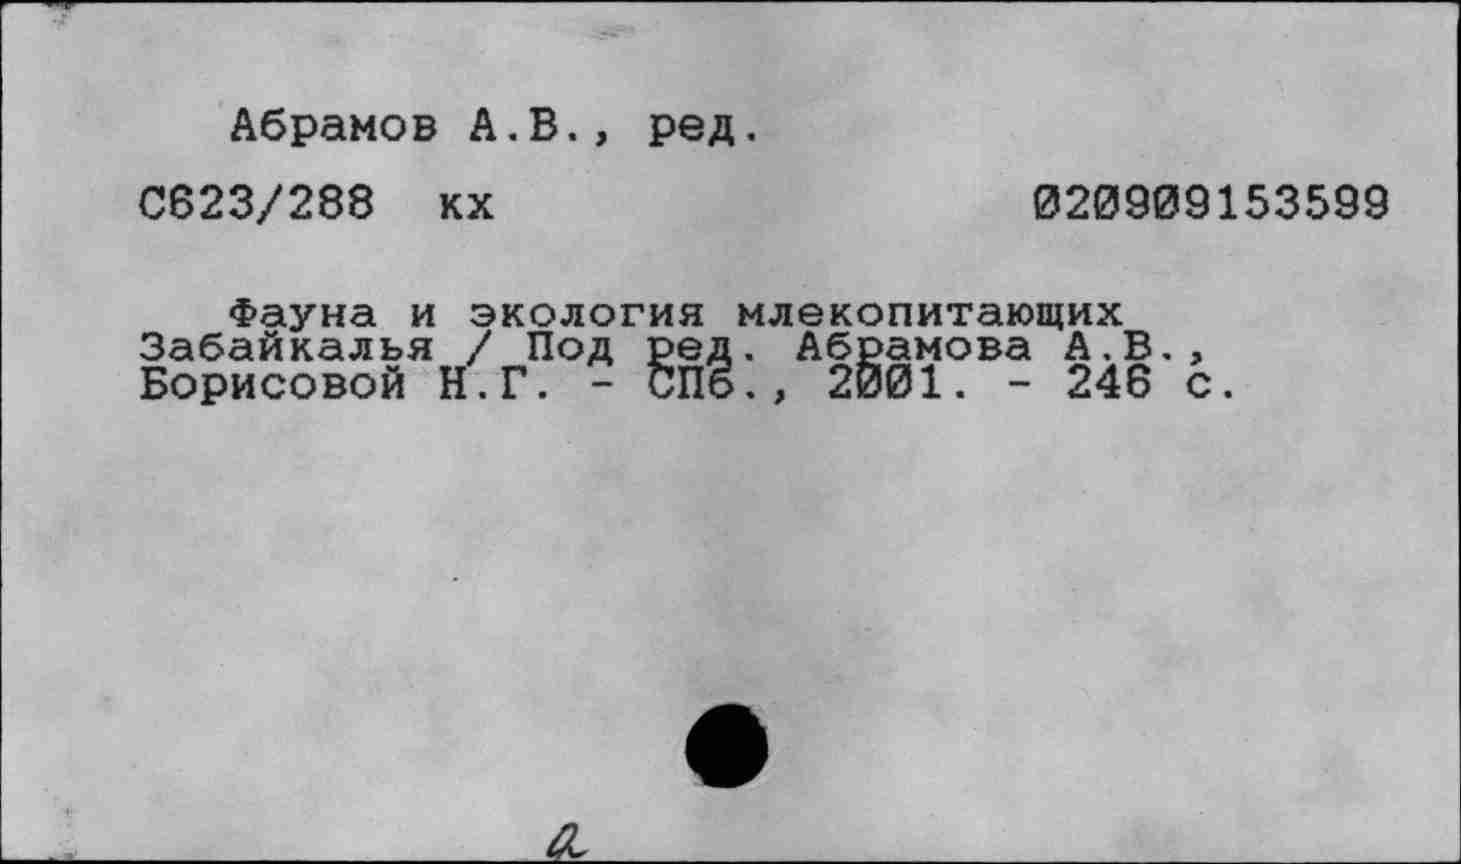 Абрамов А.В., ред.
С623/288 кх 020909153599
Фауна и экология млекопитающих
Забайкалья / Под ред. Абрамова А.В.,
Борисовой Н.Г. - СПб., 2001. - 246 с.
а